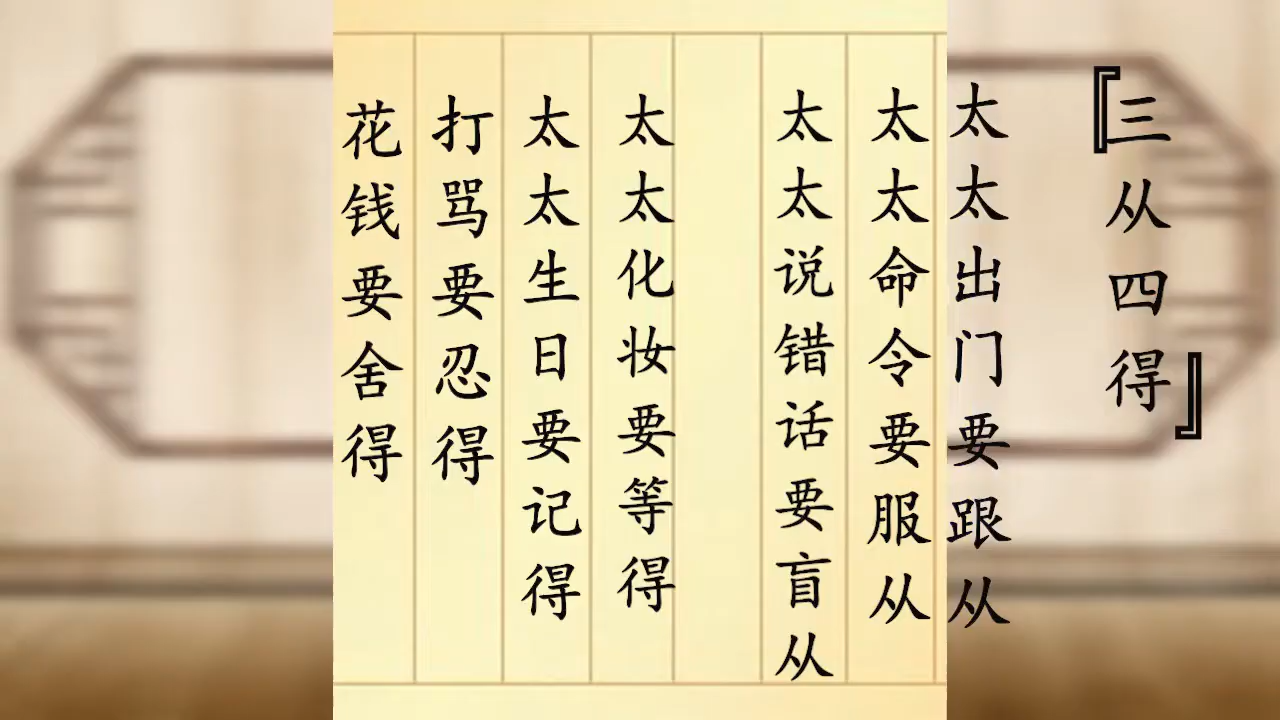 『三从四得』
太太出门要跟从
太太命令要服从
太太说错话要盲从
太太化妆要等得
太太生日要记得
打骂要忍得
花钱要舍得